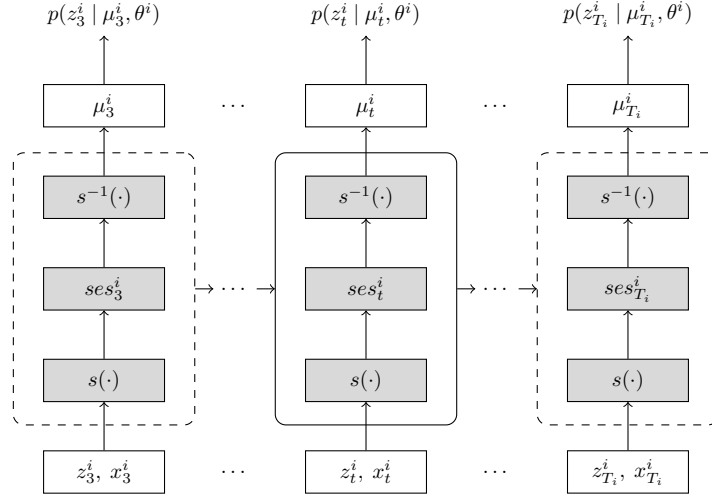 p(z_3^i | μ_3^i, θ^i) p(z_t^i | μ_t^i, θ^i) p(z_{T_i}^i | μ_{T_i}^i, θ^i)
μ_3^i ⋯ μ_t^i ⋯ μ_{T_i}^i
s^{-1}(·) s^{-1}(·) s^{-1}(·)
ses_3^i ⋯ ses_t^i ⋯ ses_{T_i}^i
s(·) s(·) s(·)
z_3^i, x_3^i ⋯ z_t^i, x_t^i ⋯ z_{T_i}^i, x_{T_i}^i